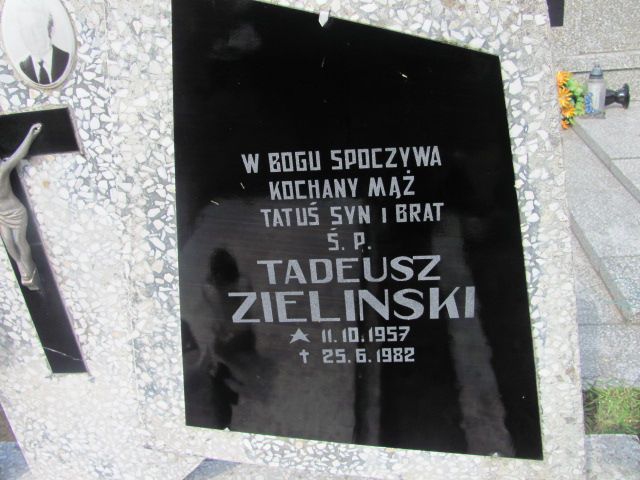 W BOGU SPOCZYWA
KOCHANY MĄŻ
TATUŚ SYN I BRAT
Ś. P.
TADEUSZ
ZIELINSKI
11.10.1957
✝ 25.6.1982